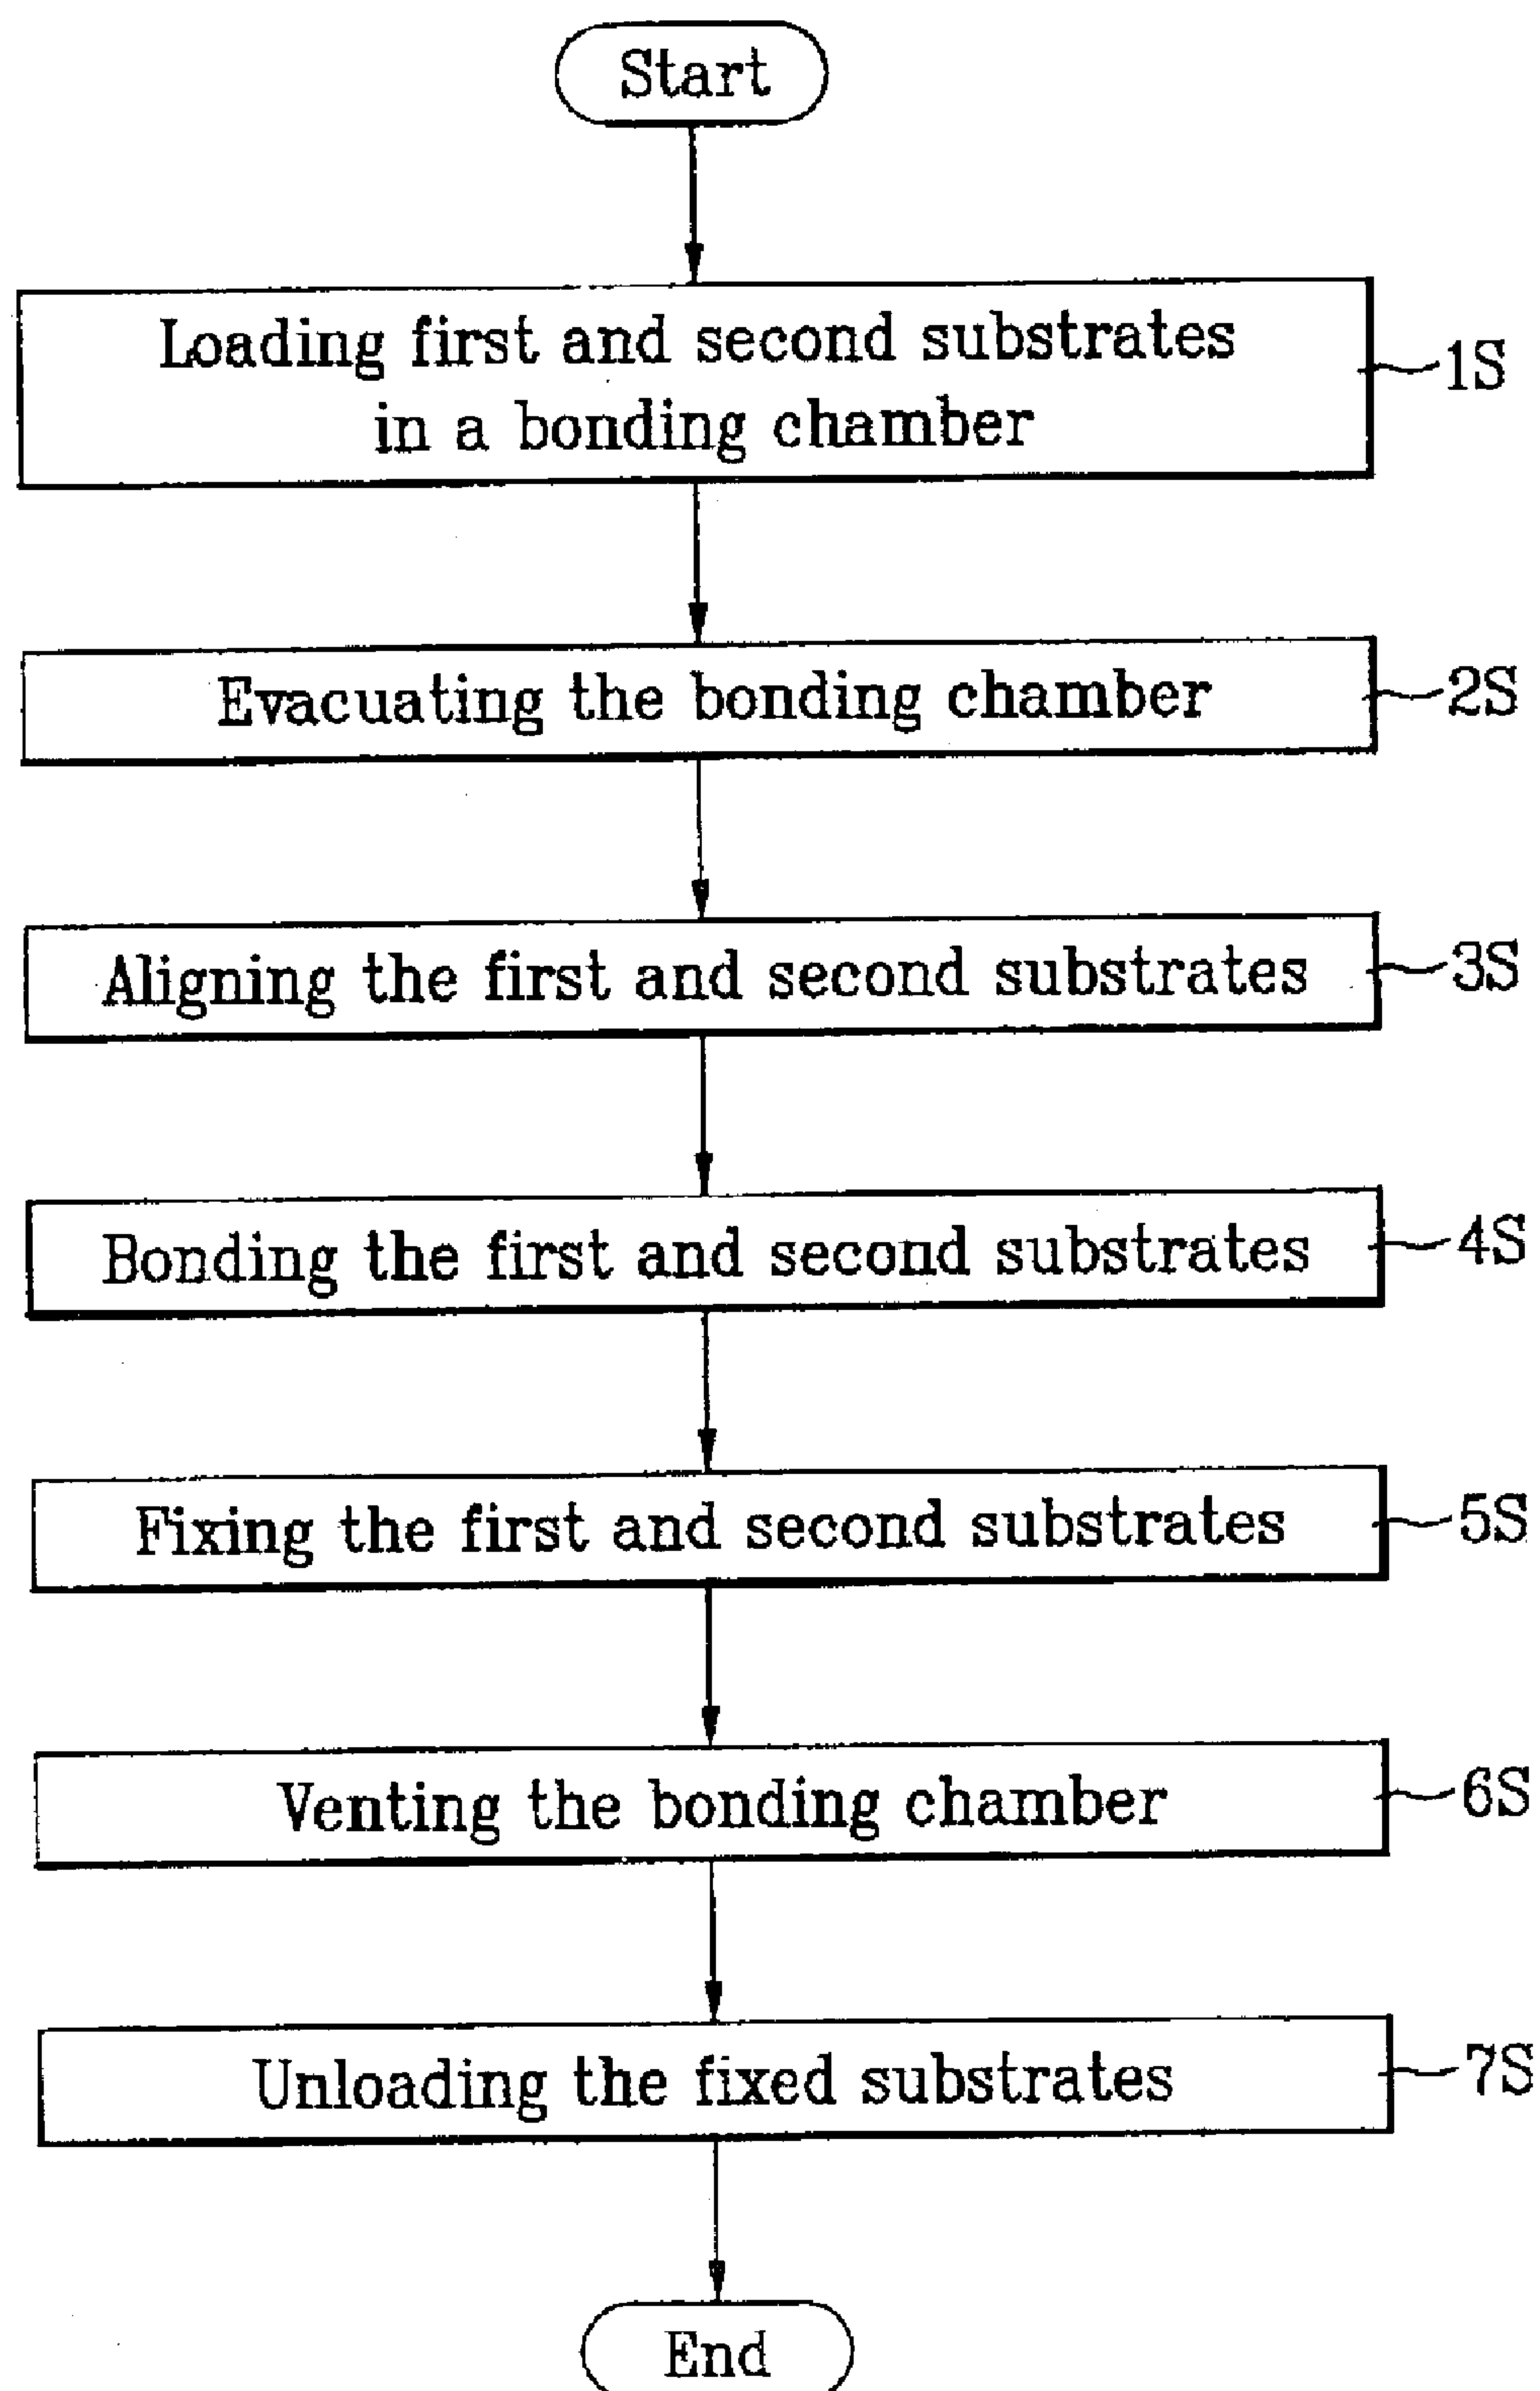 Start
Loading first and second substrates
in a bonding chamber
1S
Evacuating the bonding chamber
2S
Aligning the first and second substrates
3S
Bonding the first and second substrates
4S
Fixing the first and second substrates
5S
Venting the bonding chamber
6S
Unloading the fixed substrates
7S
End